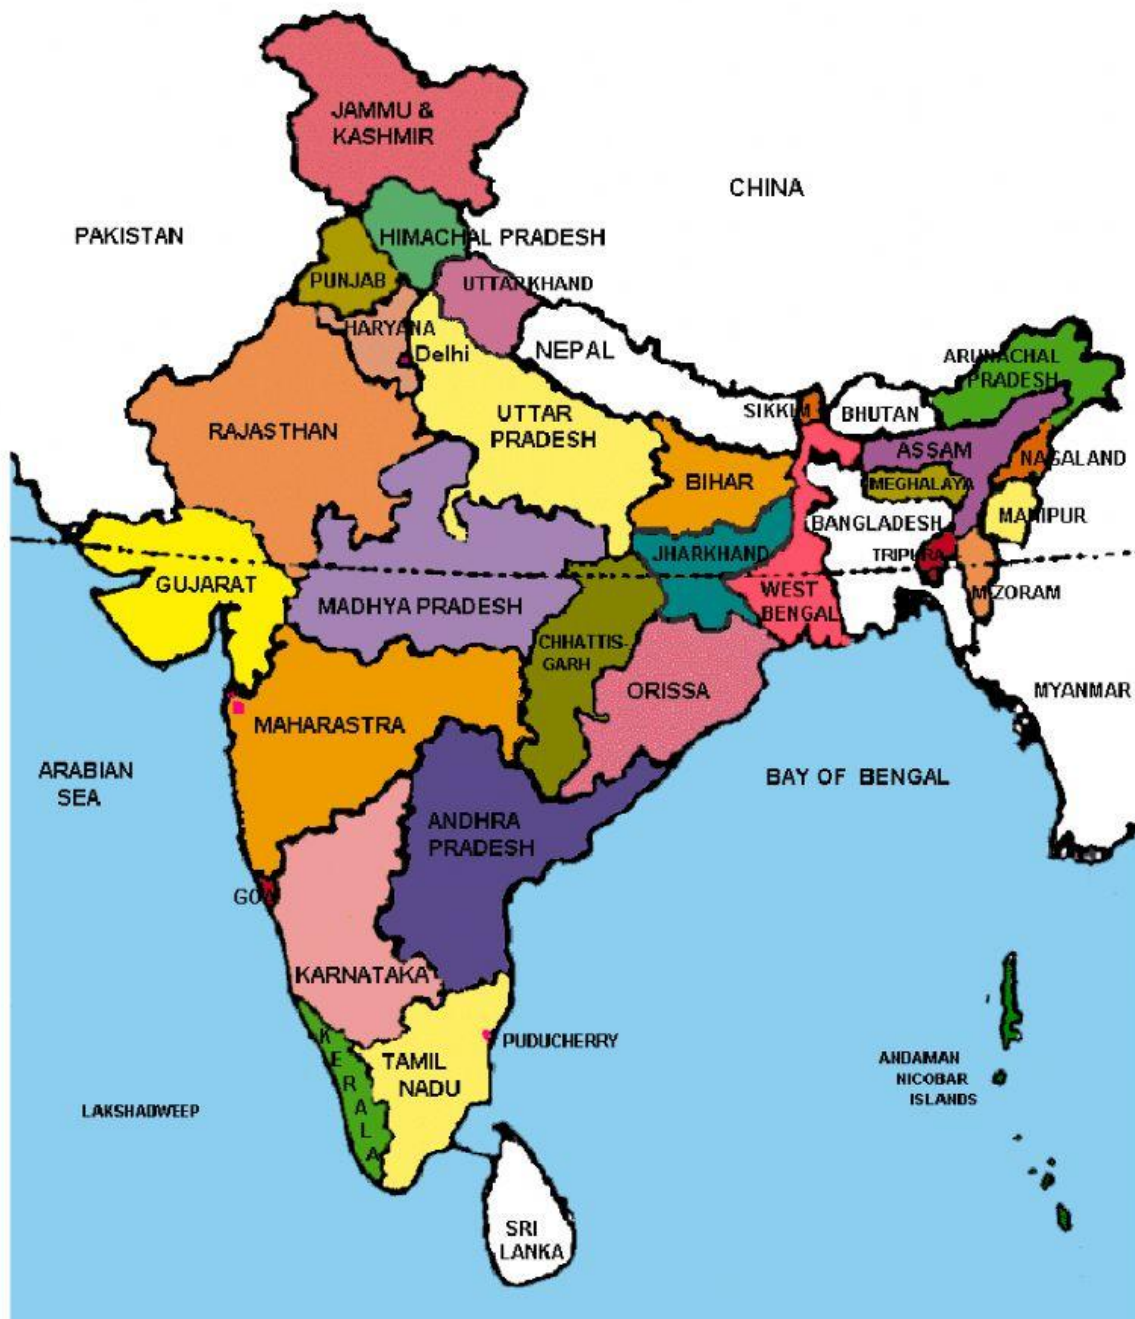 JAMMU &
KASHMIR
CHINA
PAKISTAN
HIMACHAL PRADESH
PUNJAB
UTTARKHAND
HARYANA
Delhi
NEPAL
ARUNACHAL
PRADESH
SIKKIM
BHUTAN
RAJASTHAN
UTTAR
PRADESH
ASSAM
NAGALAND
BIHAR
MEGHALAYA
BANGLADESH
MANIPUR
JHARKHAND
TRIPURA
GUJARAT
MADHYA PRADESH
WEST
BENGAL
MIZORAM
CHHATTIS-
GARH
ORISSA
MYANMAR
MAHARASTRA
ARABIAN
SEA
BAY OF BENGAL
ANDHRA
PRADESH
GOA
KARNATAKA
KERALA
TAMIL
NADU
PUDUCHERRY
ANDAMAN
NICOBAR
ISLANDS
LAKSHADWEEP
SRI
LANKA